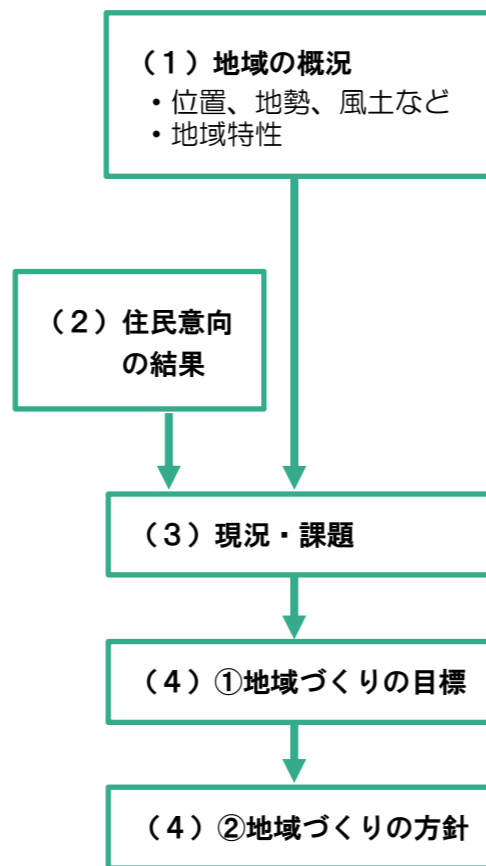 （１）地域の概況
・位置、地勢、風土など
・地域特性
（２）住民意向
の結果
（３）現況・課題
（４）①地域づくりの目標
（４）②地域づくりの方針